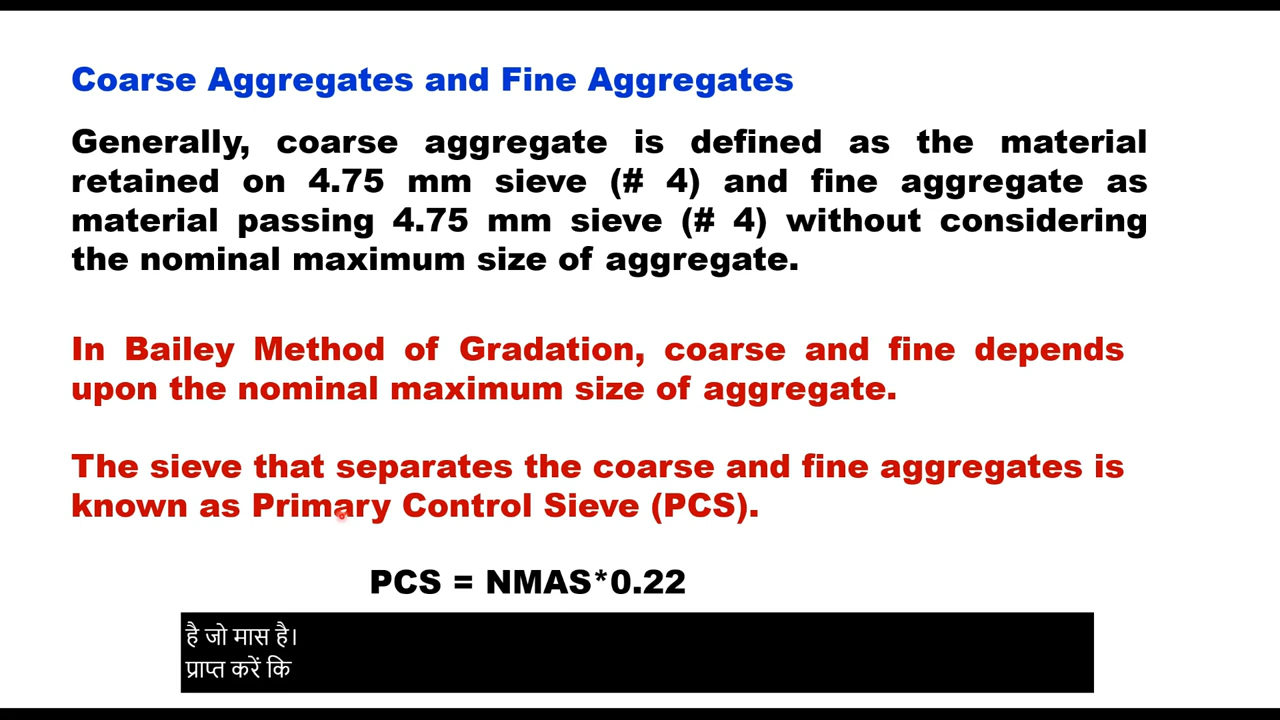 Coarse Aggregates and Fine Aggregates
Generally, coarse aggregate is defined as the material
retained on 4.75 mm sieve (# 4) and fine aggregate as
material passing 4.75 mm sieve (# 4) without considering
the nominal maximum size of aggregate.
In Bailey Method of Gradation, coarse and fine depends
upon the nominal maximum size of aggregate.
The sieve that separates the coarse and fine aggregates is
known as Primary Control Sieve (PCS).
PCS = NMAS*0.22
है जो मास है।
प्राप्त करें कि